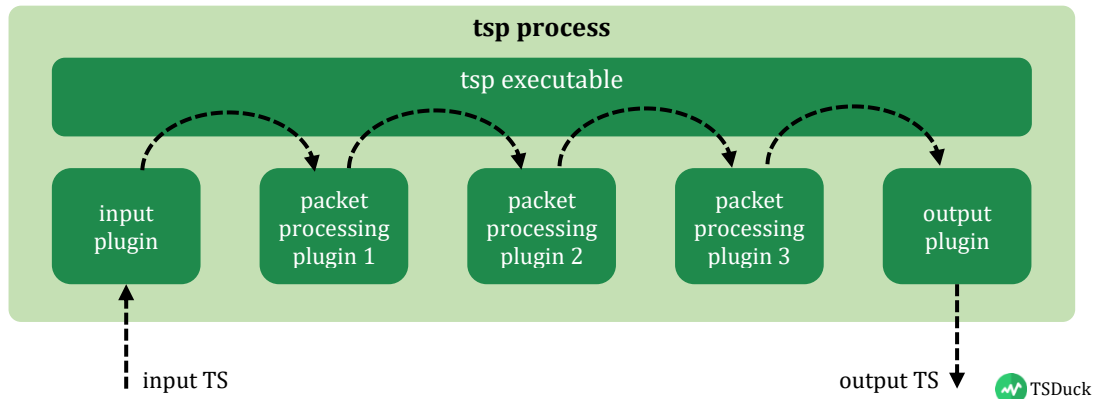 tsp process
tsp executable
input
plugin
packet
processing
plugin 1
packet
processing
plugin 2
packet
processing
plugin 3
output
plugin
input TS
output TS
TSDuck